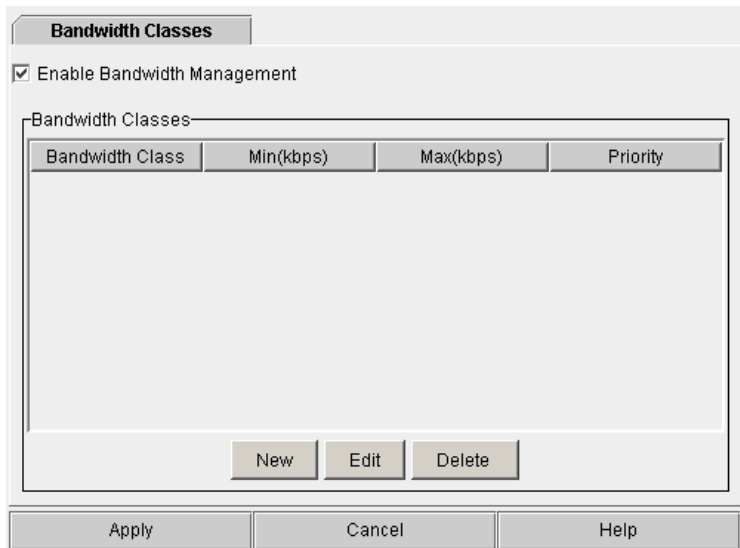 Bandwidth Classes
Enable Bandwidth Management
Bandwidth Classes
Bandwidth Class Min(kbps) Max(kbps) Priority
New Edit Delete
Apply Cancel Help